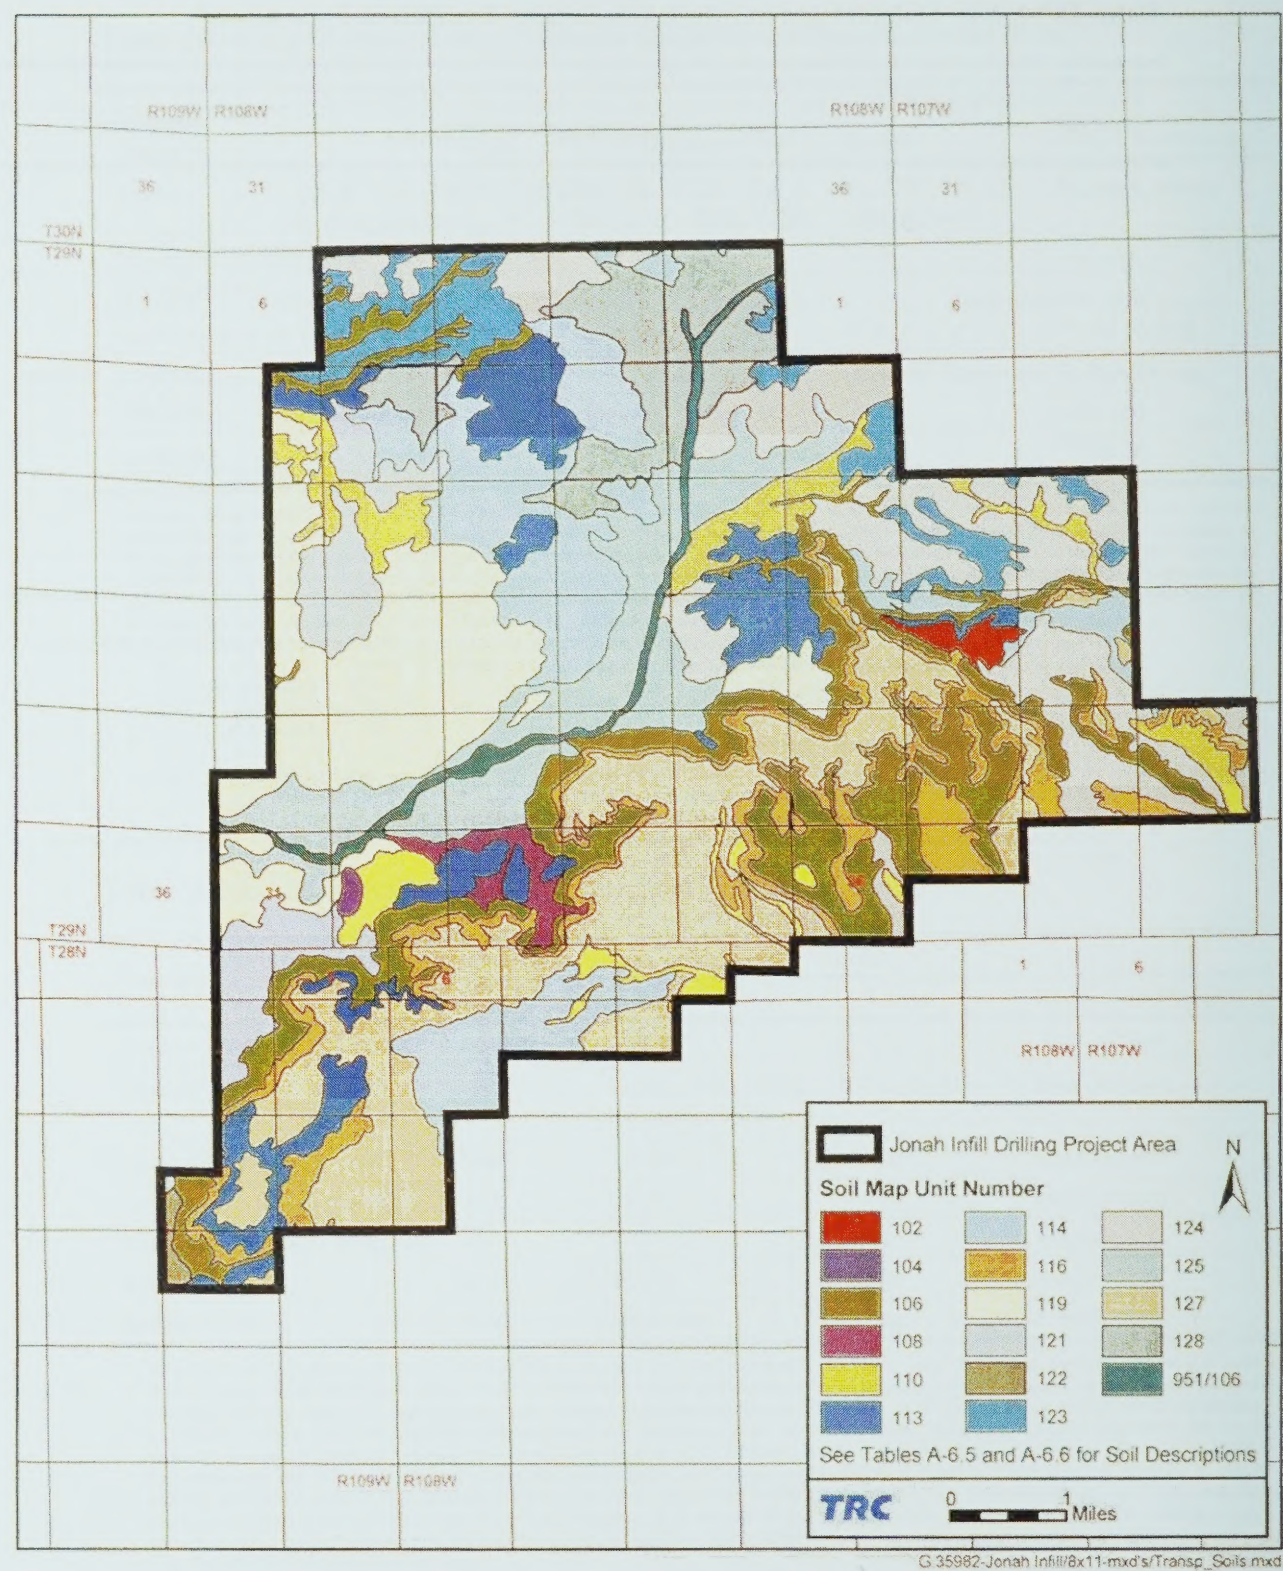 R109W R108W
R108W R107W
36 31
36 31
T30N
T29N
1 6
1 6
36 31
36
T29N
T28N
6
1 6
R108W R107W
Jonah Infill Drilling Project Area
N
Soil Map Unit Number
102 114 124
104 116 125
106 119 127
108 121 128
110 122 951/106
113 123
See Tables A-6.5 and A-6.6 for Soil Descriptions
R109W R108W
TRC
0 1
Miles
G:35982-Jonah Infill/8x11-mxd's/Transp_Soils.mxd